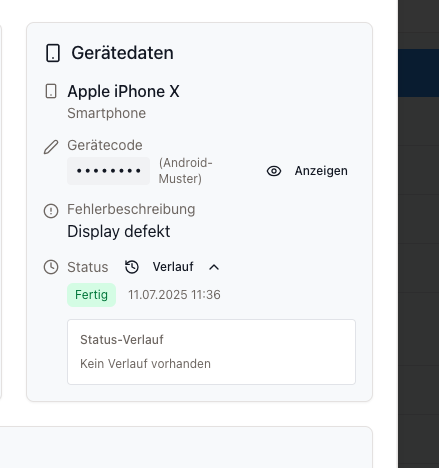 Gerätedaten
Apple iPhone X
Smartphone
Gerätecode
•••••••• (Android-
Muster) Anzeigen
Fehlerbeschreibung
Display defekt
Status Verlauf
Fertig 11.07.2025 11:36
Status-Verlauf
Kein Verlauf vorhanden